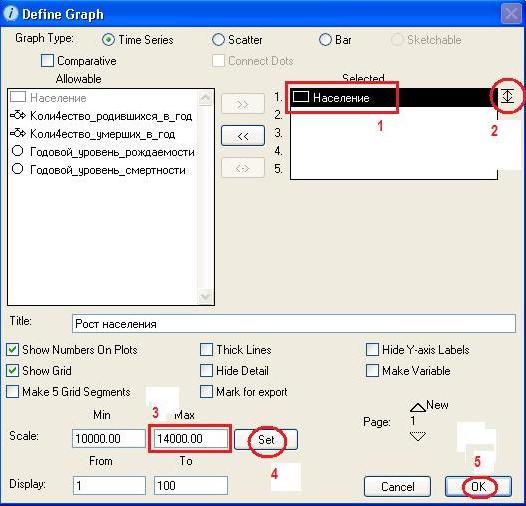 Define Graph
Graph Type: Time Series Scatter Bar Sketchable
Comparative Connect Dots
Allowable Selected
Население
Коли4ество_родившихся_в_год
Коли4ество_умерших_в_год
Годовой_уровень_рождаемости
Годовой_уровень_смертности
>>
<<
<->
1. Население
2.
3.
4.
5.
1
2
Title: Рост населения
Show Numbers On Plots Thick Lines Hide Y-axis Labels
Show Grid Hide Detail Make Variable
Make 5 Grid Segments Mark for export
3
Min Max
Scale: 10000.00 14000.00 Set
4
From To
Display: 1 100
New
Page: 1
5
Cancel OK